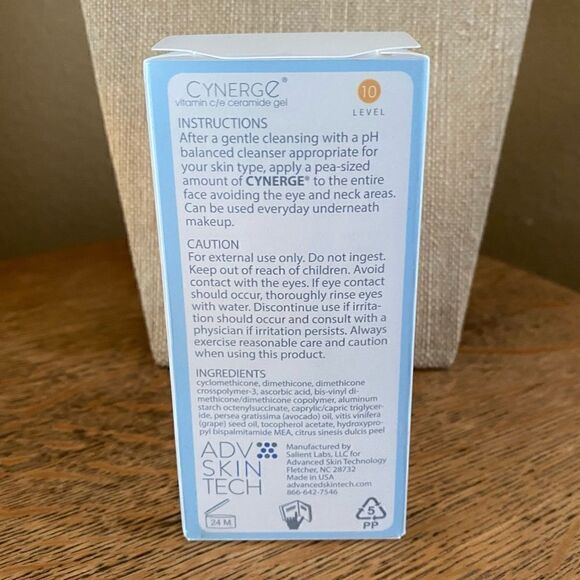 CYNERGE®
vitamin c/e ceramide gel
10
LEVEL
INSTRUCTIONS
After a gentle cleansing with a pH
balanced cleanser appropriate for
your skin type, apply a pea-sized
amount of CYNERGE® to the entire
face avoiding the eye and neck areas.
Can be used everyday underneath
makeup.
CAUTION
For external use only. Do not ingest.
Keep out of reach of children. Avoid
contact with the eyes. If eye contact
should occur, thoroughly rinse eyes
with water. Discontinue use if irrita-
tion should occur and consult with a
physician if irritation persists. Always
exercise reasonable care and caution
when using this product.
INGREDIENTS
cyclomethicone, dimethicone, dimethicone
crosspolymer-3, ascorbic acid, bis-vinyl di-
methicone/dimethicone copolymer, aluminum
starch octenylsuccinate, caprylic/capric triglycer-
ide, persea gratissima (avocado) oil, vitis vinifera
(grape) seed oil, tocopherol acetate, hydroxypro-
pyl bispalmitamide MEA, citrus sinesis dulcis peel
ADV
SKIN
TECH
Manufactured by
Salient Labs, LLC for
Advanced Skin Technology
Fletcher, NC 28732
Made in USA
advancedskintech.com
866-642-7546
24 M
5
PP